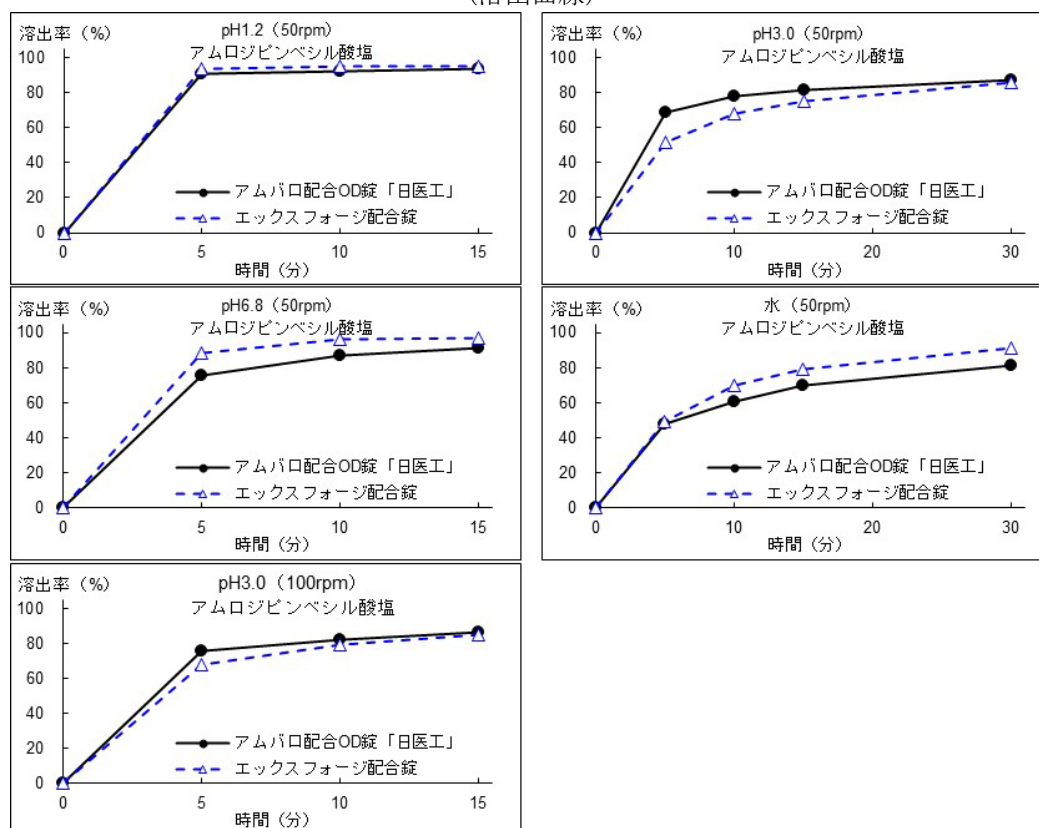 溶出率（%）
pH1.2（50rpm）
アムロジピンベシル酸塩
100
80
60
40
20
0
アムバロ配合OD錠「日医工」
エックスフォージ配合錠
0 5 10 15
時間（分）
溶出率（%）
pH3.0（50rpm）
アムロジピンベシル酸塩
100
80
60
40
20
0
アムバロ配合OD錠「日医工」
エックスフォージ配合錠
0 10 20 30
時間（分）
溶出率（%）
pH6.8（50rpm）
アムロジピンベシル酸塩
100
80
60
40
20
0
アムバロ配合OD錠「日医工」
エックスフォージ配合錠
0 5 10 15
時間（分）
溶出率（%）
水（50rpm）
アムロジピンベシル酸塩
100
80
60
40
20
0
アムバロ配合OD錠「日医工」
エックスフォージ配合錠
0 10 20 30
時間（分）
溶出率（%）
pH3.0（100rpm）
アムロジピンベシル酸塩
100
80
60
40
20
0
アムバロ配合OD錠「日医工」
エックスフォージ配合錠
0 5 10 15
時間（分）